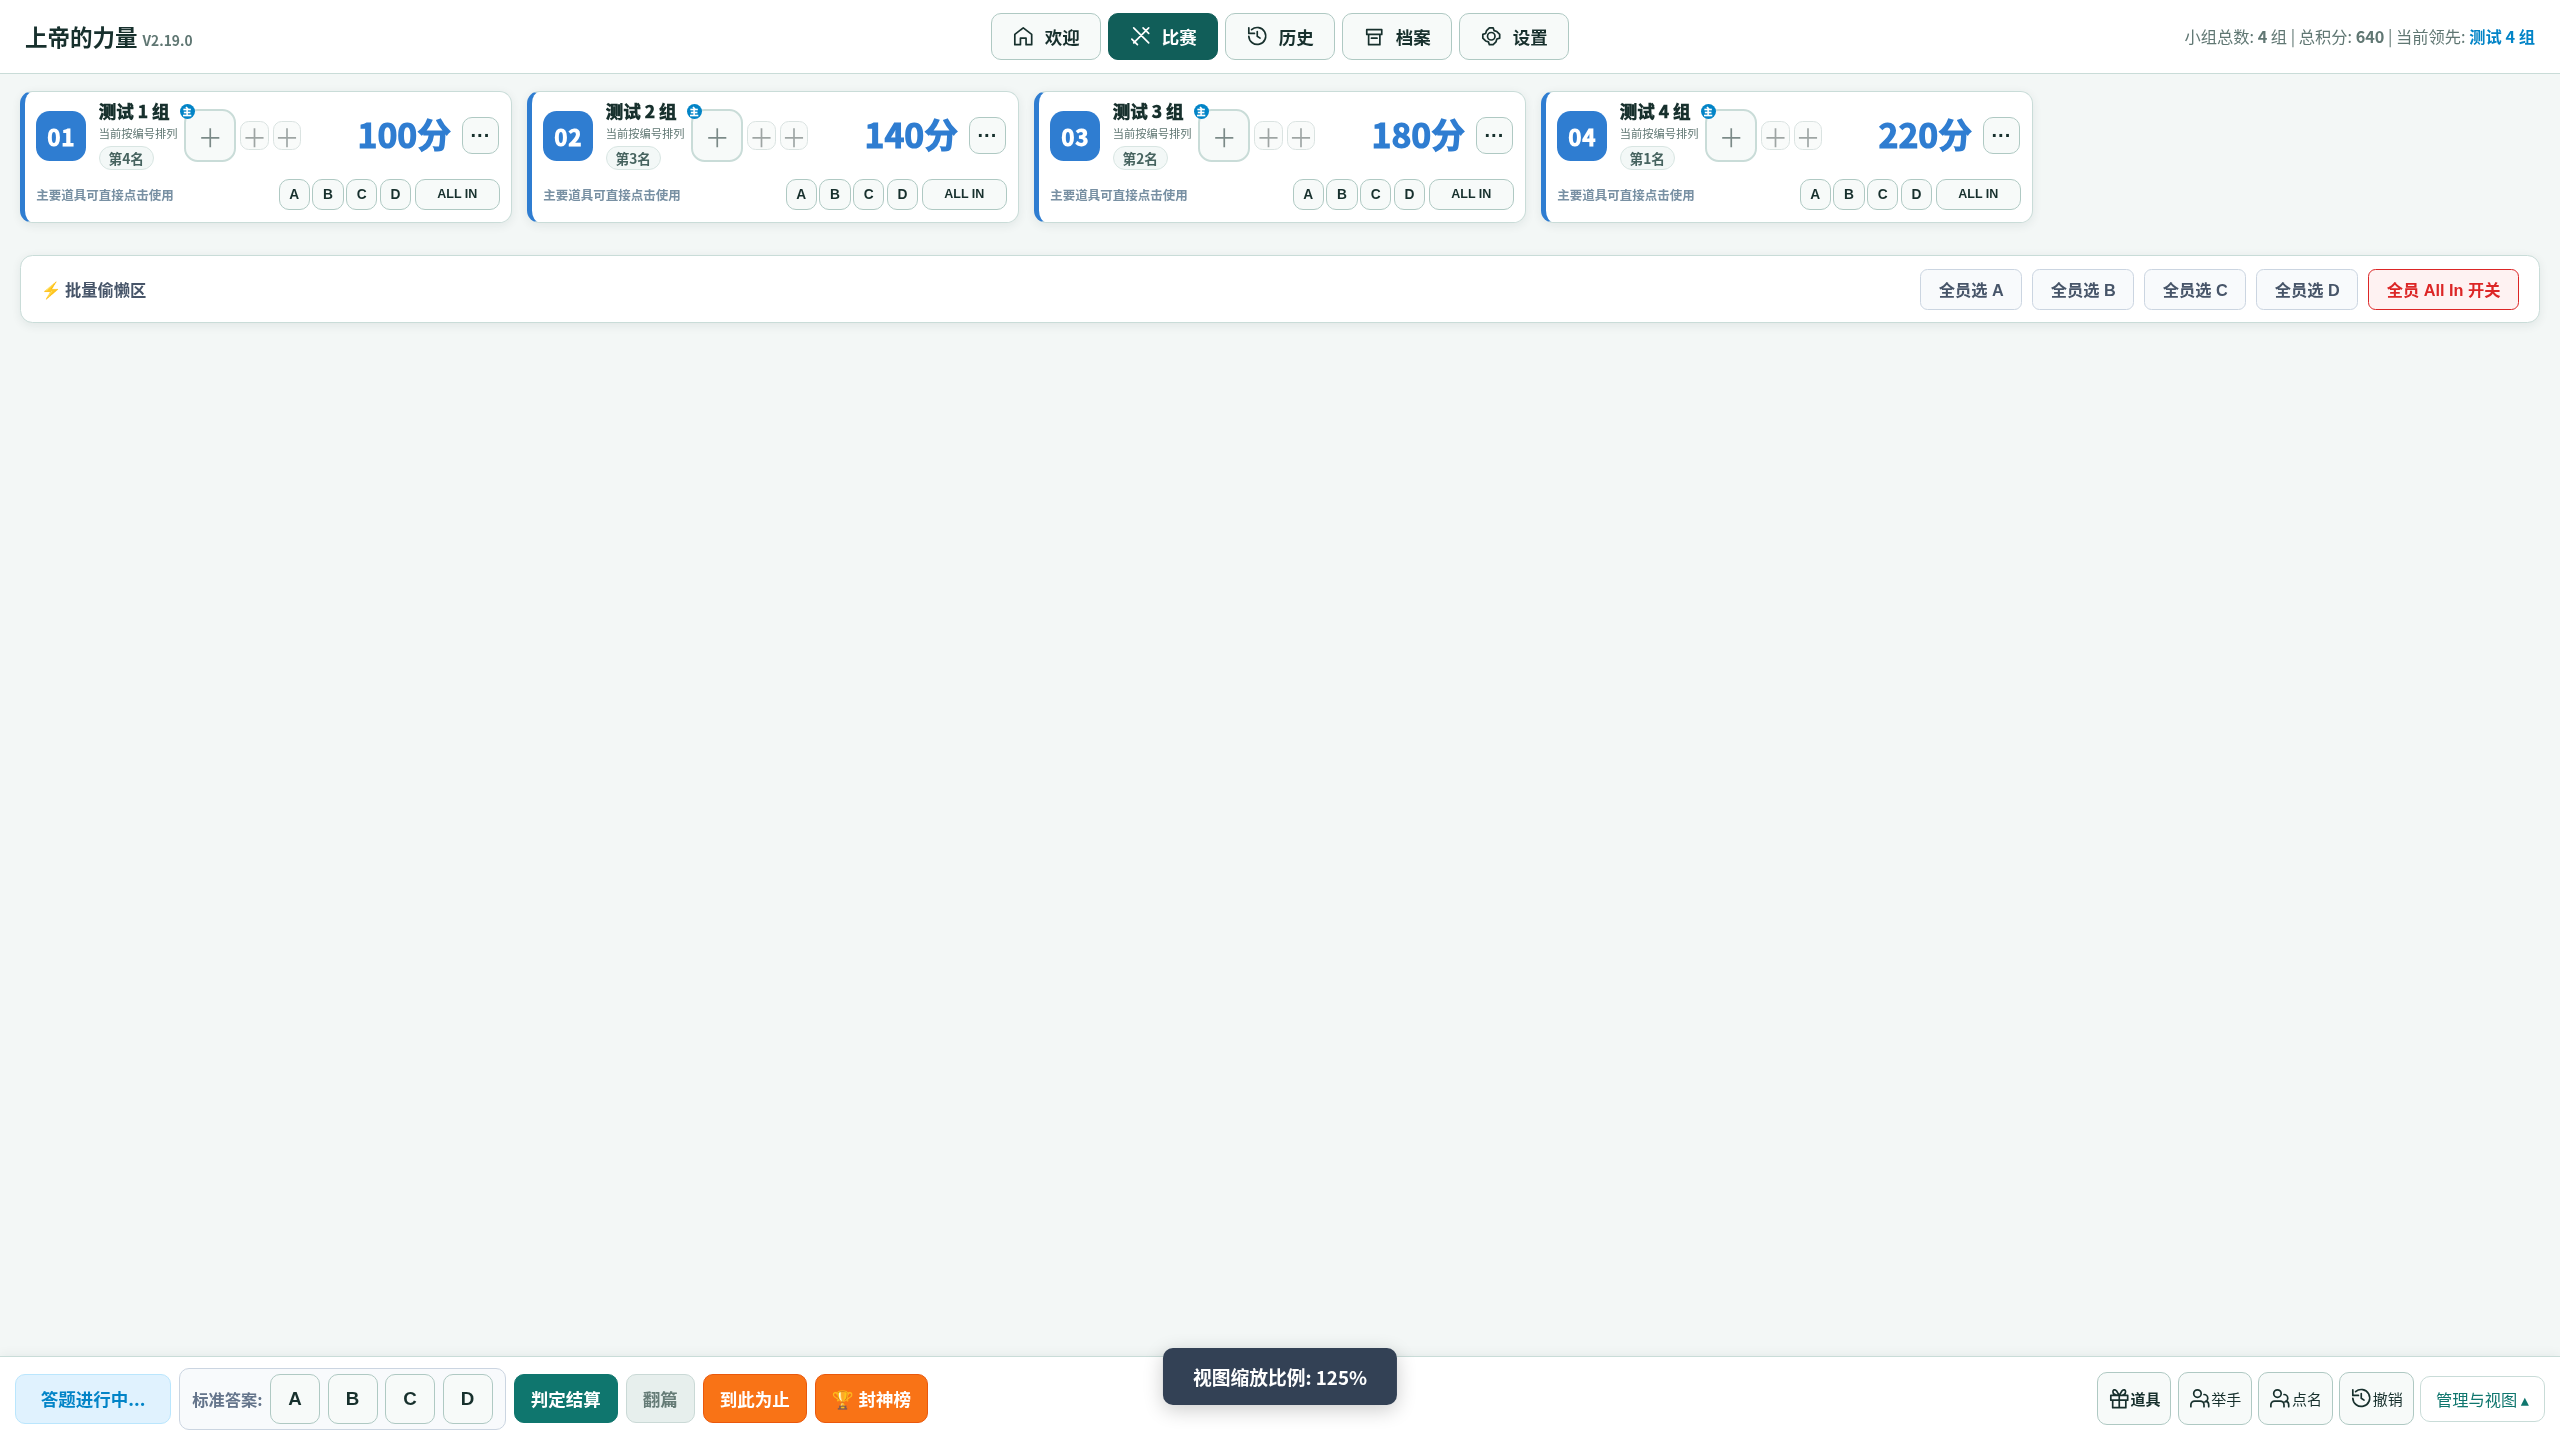 上帝的力量 V2.19.0
欢迎
比赛
历史
档案
设置
小组总数: 4 组 | 总积分: 640 | 当前领先: 测试 4 组
01
测试 1 组
主
当前按编号排列
第4名
100分
···
主要道具可直接点击使用
A B C D ALL IN
02
测试 2 组
主
当前按编号排列
第3名
140分
···
主要道具可直接点击使用
A B C D ALL IN
03
测试 3 组
主
当前按编号排列
第2名
180分
···
主要道具可直接点击使用
A B C D ALL IN
04
测试 4 组
主
当前按编号排列
第1名
220分
···
主要道具可直接点击使用
A B C D ALL IN
⚡ 批量偷懒区
全员选 A
全员选 B
全员选 C
全员选 D
全员 All In 开关
答题进行中...
标准答案: A B C D
判定结算
翻篇
到此为止
🏆 封神榜
视图缩放比例: 125%
道具
举手
点名
撤销
管理与视图 ▴